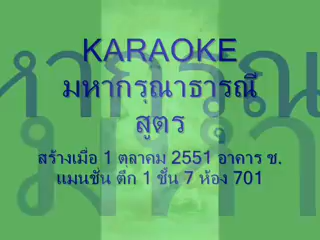 KARAOKE
มหากรุณาธารณี
สูตร
สร้างเมื่อ 1 ตุลาคม 2551 อาคาร ช.
แมนชั่น ตึก 1 ชั้น 7 ห้อง 701